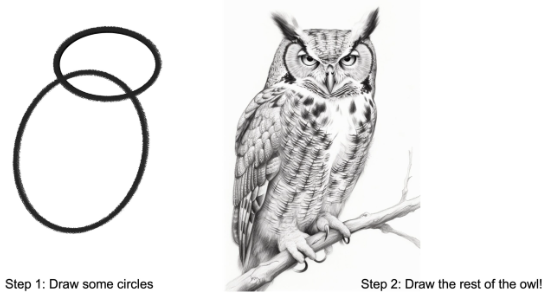 Step 1: Draw some circles
Step 2: Draw the rest of the owl!